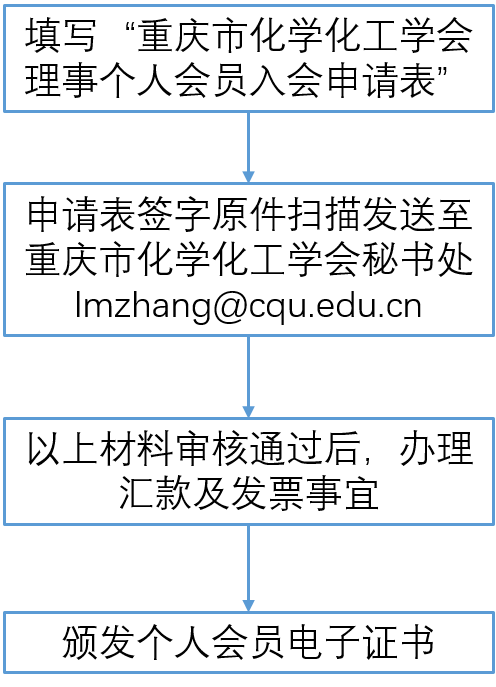 填写 “重庆市化学化工学会
理事个人会员入会申请表”
申请表签字原件扫描发送至
重庆市化学化工学会秘书处
lmzhang@cqu.edu.cn
以上材料审核通过后，办理
汇款及发票事宜
颁发个人会员电子证书